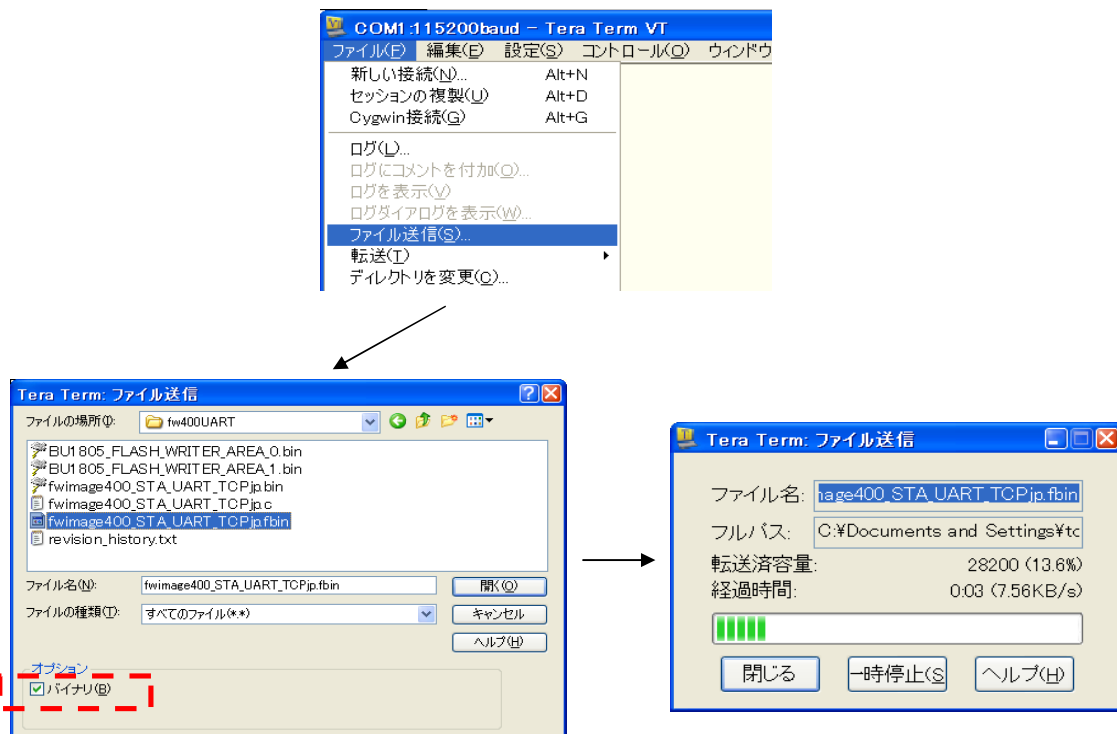 COM1:115200baud - Tera Term VT
ファイル(F) 編集(E) 設定(S) コントロール(O) ウィンドウ
新しい接続(N)... Alt+N
セッションの複製(U) Alt+D
Cygwin接続(G) Alt+G
ログ(L)...
ログにコメントを付加(O)...
ログを表示(V)
ログダイアログを表示(W)...
ファイル送信(S)...
転送(T)
ディレクトリを変更(C)...
Tera Term: ファイル送信
ファイルの場所(I): fw400UART
BU1805_FLASH_WRITER_AREA_0.bin
BU1805_FLASH_WRITER_AREA_1.bin
fwimage400_STA_UART_TCPjp.bin
fwimage400_STA_UART_TCPjp.c
fwimage400_STA_UART_TCPjp.fbin
revision_history.txt
ファイル名(N): fwimage400_STA_UART_TCPjp.fbin 開く(O)
ファイルの種類(T): すべてのファイル(*.*) キャンセル
ヘルプ(H)
オプション
バイナリ(B)
Tera Term: ファイル送信
ファイル名: mage400_STA_UART_TCPjp.fbin
フルパス: C:¥Documents and Settings¥tc
転送済容量: 28200 (13.6%)
経過時間: 0:03 (7.56KB/s)
閉じる 一時停止(S ヘルプ(H)